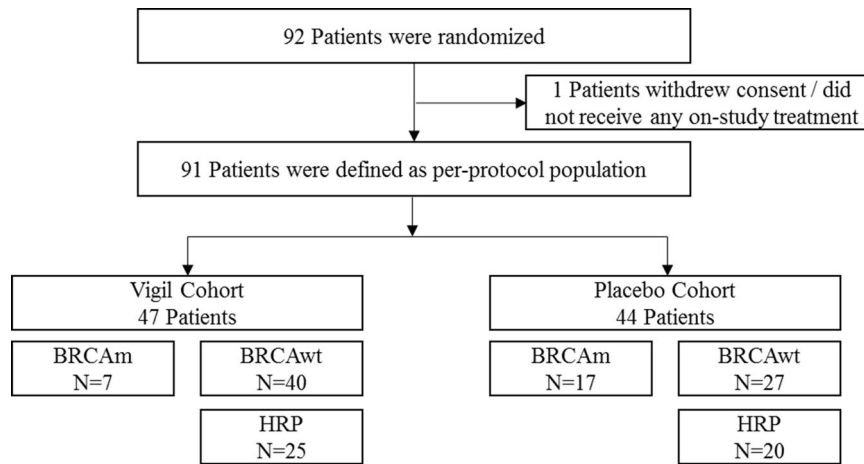 92 Patients were randomized
1 Patients withdrew consent / did
not receive any on-study treatment
91 Patients were defined as per-protocol population
Vigil Cohort
47 Patients
Placebo Cohort
44 Patients
BRCAm
N=7
BRCAwt
N=40
BRCAm
N=17
BRCAwt
N=27
HRP
N=25
HRP
N=20